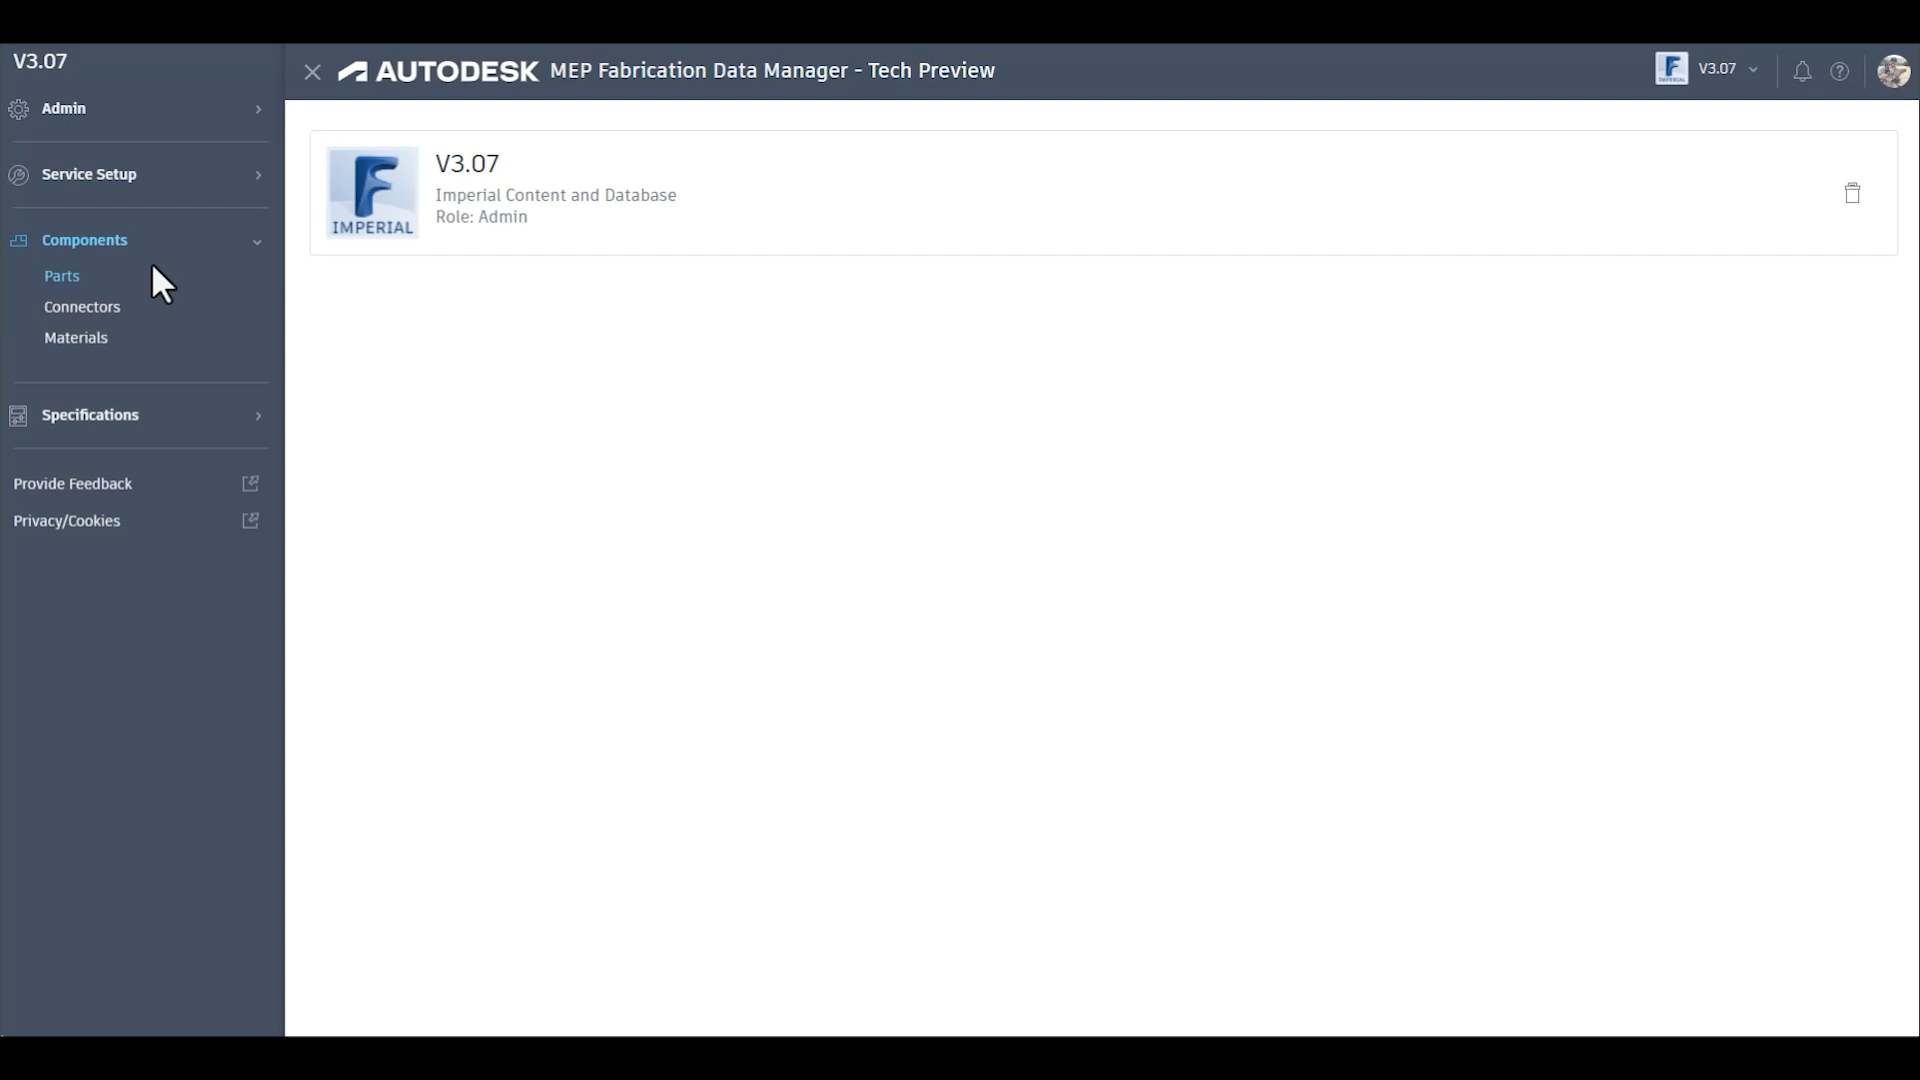 V3.07
Admin
Service Setup
Components
Parts
Connectors
Materials
Specifications
Provide Feedback
Privacy/Cookies
AUTODESK MEP Fabrication Data Manager - Tech Preview
IMPERIAL
V3.07
IMPERIAL
V3.07
Imperial Content and Database
Role: Admin